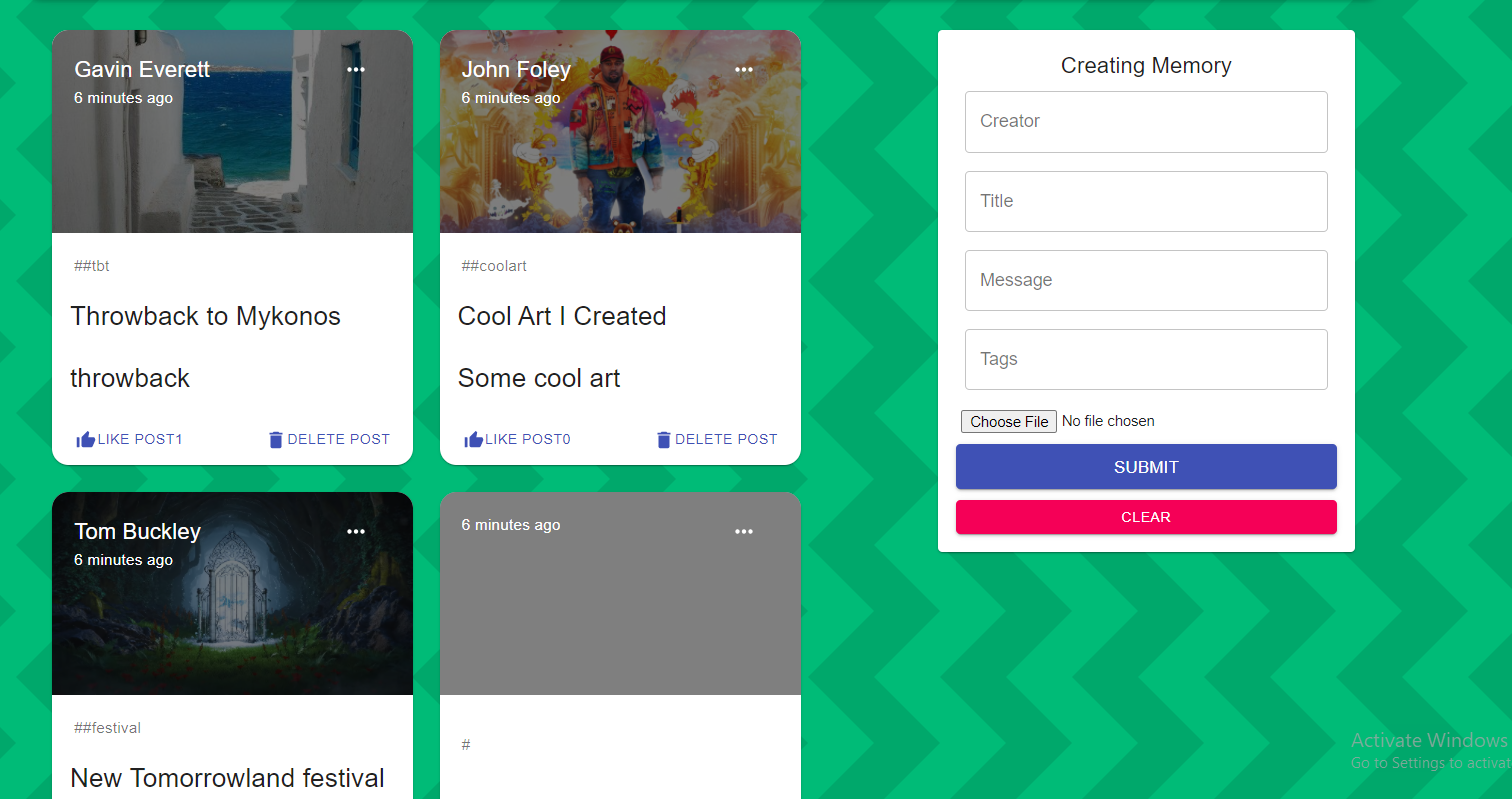 Gavin Everett
6 minutes ago
##tbt
Throwback to Mykonos
throwback
LIKE POST1
DELETE POST
John Foley
6 minutes ago
##coolart
Cool Art I Created
Some cool art
LIKE POST0
DELETE POST
Tom Buckley
6 minutes ago
##festival
New Tomorrowland festival
6 minutes ago
#
Creating Memory
Creator
Title
Message
Tags
Choose File No file chosen
SUBMIT
CLEAR
Activate Windows
Go to Settings to activat